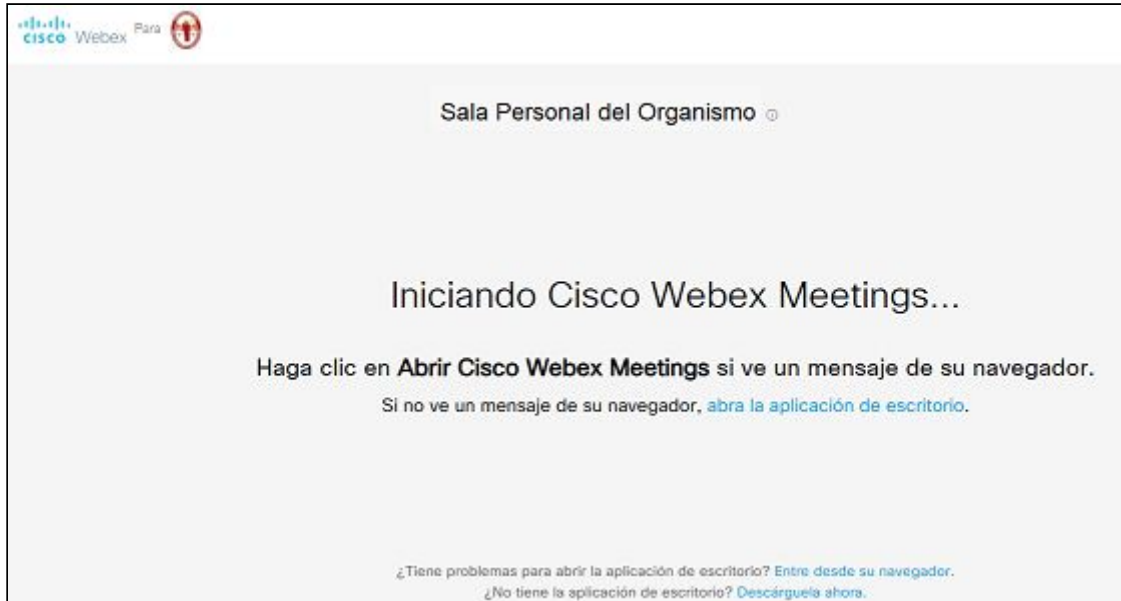 CISCO Webex Para
Sala Personal del Organismo
Iniciando Cisco Webex Meetings...
Haga clic en Abrir Cisco Webex Meetings si ve un mensaje de su navegador.
Si no ve un mensaje de su navegador, abra la aplicación de escritorio.
¿Tiene problemas para abrir la aplicación de escritorio? Entre desde su navegador.
¿No tiene la aplicación de escritorio? Descárguela ahora.